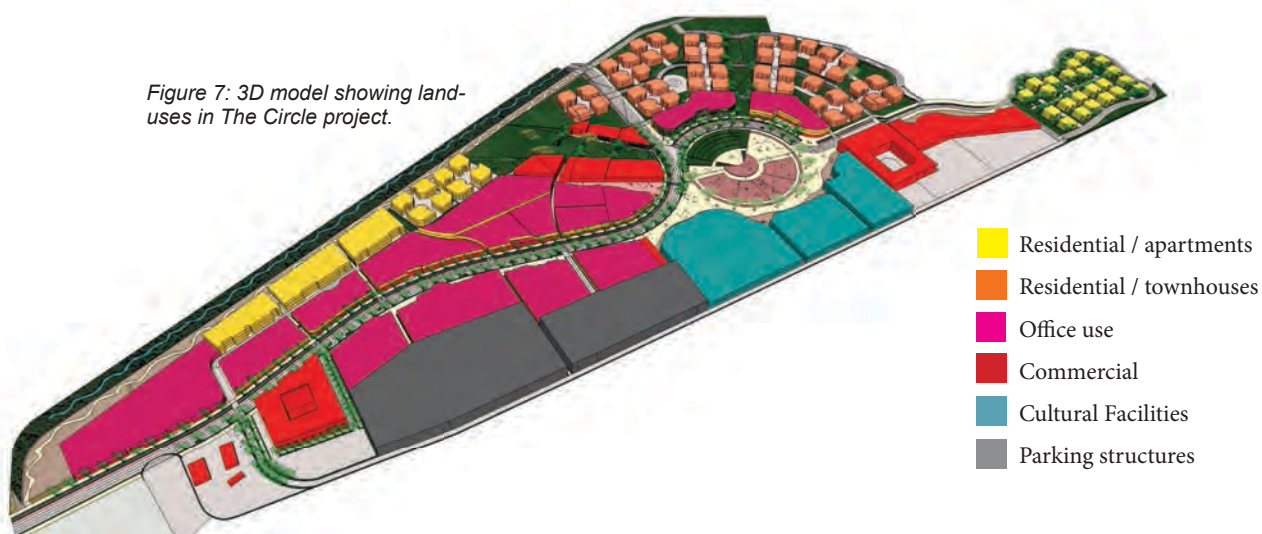 Figure 7: 3D model showing land-
uses in The Circle project.
Residential / apartments
Residential / townhouses
Office use
Commercial
Cultural Facilities
Parking structures